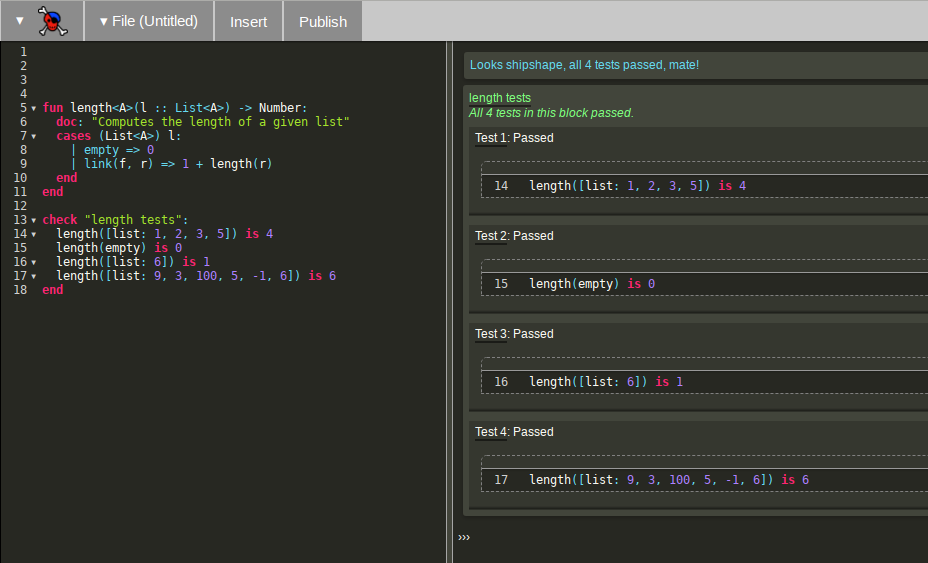 ▾ File (Untitled) Insert Publish
1
2
3
4
5 fun length<A>(l :: List<A>) -> Number:
6 doc: "Computes the length of a given list"
7 cases (List<A>) l:
8 | empty => 0
9 | link(f, r) => 1 + length(r)
10 end
11 end
12
13 check "length tests":
14 length([list: 1, 2, 3, 5]) is 4
15 length(empty) is 0
16 length([list: 6]) is 1
17 length([list: 9, 3, 100, 5, -1, 6]) is 6
18 end
Looks shipshape, all 4 tests passed, mate!
length tests
All 4 tests in this block passed.
Test 1: Passed
14 length([list: 1, 2, 3, 5]) is 4
Test 2: Passed
15 length(empty) is 0
Test 3: Passed
16 length([list: 6]) is 1
Test 4: Passed
17 length([list: 9, 3, 100, 5, -1, 6]) is 6
›››